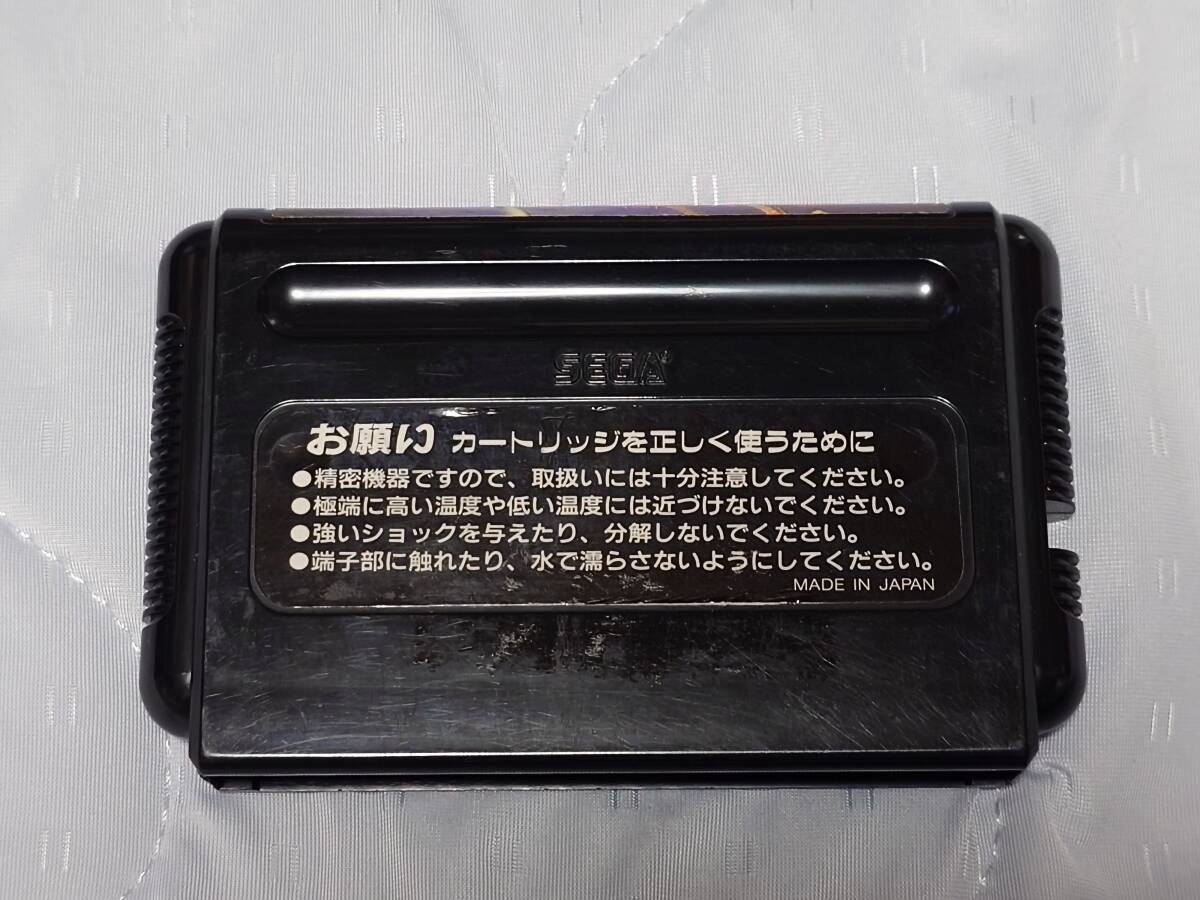 SEGA®
お願い カートリッジを正しく使うために
●精密機器ですので、取扱いには十分注意してください。
●極端に高い温度や低い温度には近づけないでください。
●強いショックを与えたり、分解しないでください。
●端子部に触れたり、水で濡らさないようにしてください。
MADE IN JAPAN